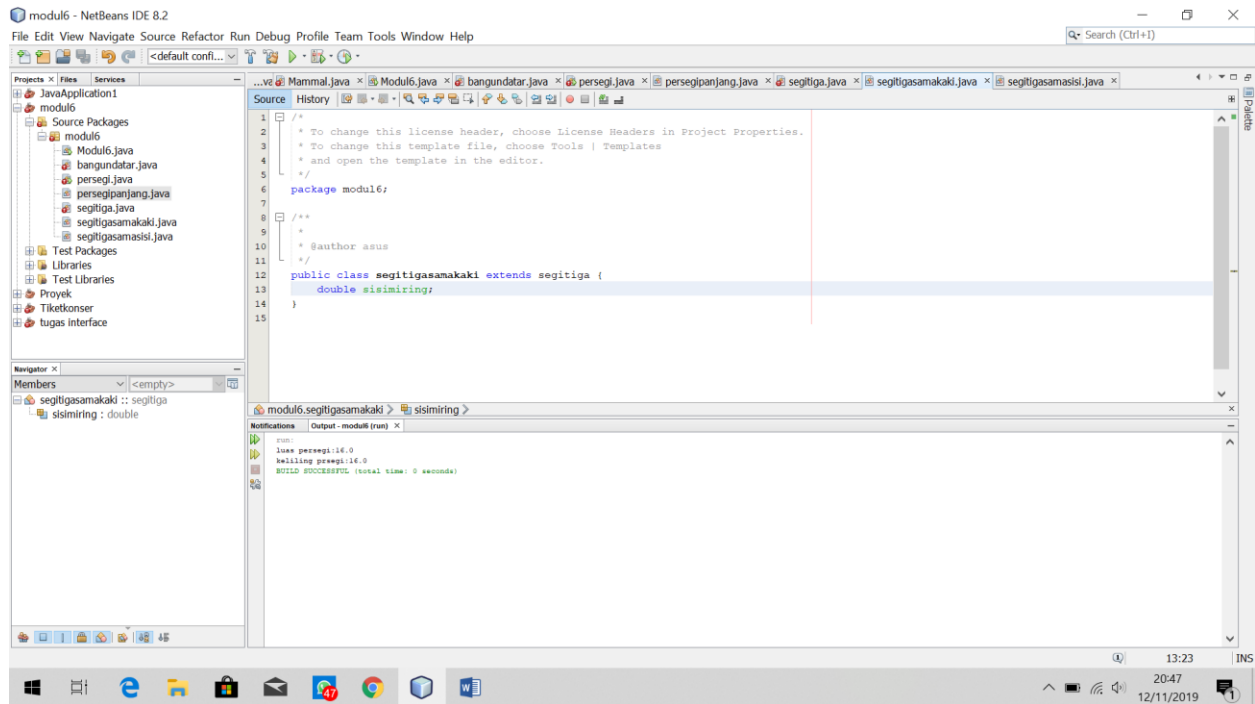 modul6 - NetBeans IDE 8.2
File Edit View Navigate Source Refactor Run Debug Profile Team Tools Window Help
Search (Ctrl+I)
<default confi...
Projects Files Services
...va Mammal.java Modul6.java bangundatar.java persegi.java persegipanjang.java segitiga.java segitigasamakaki.java segitigasamasisi.java
JavaApplication1
modul6
Source Packages
modul6
Modul6.java
bangundatar.java
persegi.java
persegipanjang.java
segitiga.java
segitigasamakaki.java
segitigasamasisi.java
Test Packages
Libraries
Test Libraries
Proyek
Tiketkonser
tugas interface
Source History
1 /*
2 * To change this license header, choose License Headers in Project Properties.
3 * To change this template file, choose Tools | Templates
4 * and open the template in the editor.
5 */
6 package modul6;
7
8 /**
9 *
10 * @author asus
11 */
12 public class segitigasamakaki extends segitiga {
13 double sisimiring;
14 }
15
Palette
Navigator
Members <empty>
segitigasamakaki :: segitiga
sisimiring : double
modul6.segitigasamakaki sisimiring
Notifications Output - modul6 (run)
run:
luas persegi:16.0
keliling prsegi:16.0
BUILD SUCCESSFUL (total time: 0 seconds)
13:23 INS
47
20:47
12/11/2019
1